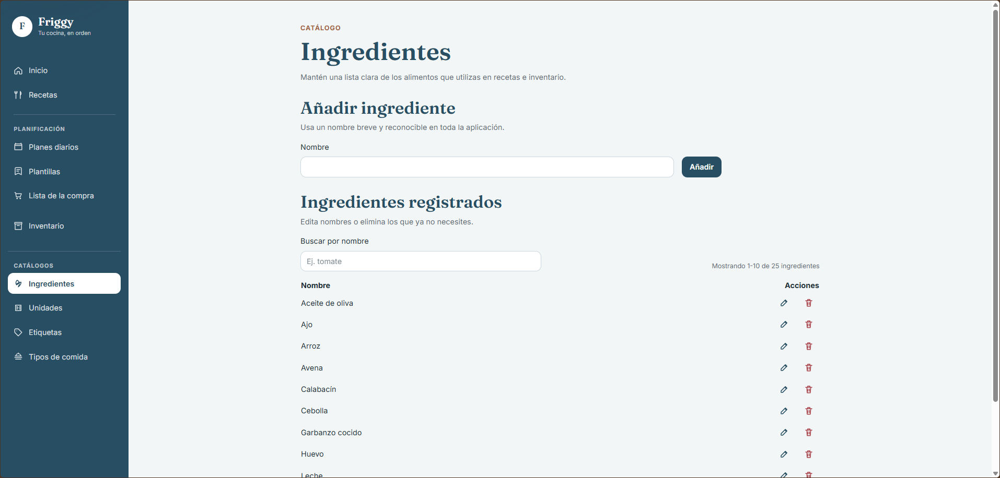 F
Friggy
Tu cocina, en orden
Inicio
Recetas
PLANIFICACIÓN
Planes diarios
Plantillas
Lista de la compra
Inventario
CATÁLOGOS
Ingredientes
Unidades
Etiquetas
Tipos de comida
CATÁLOGO
Ingredientes
Mantén una lista clara de los alimentos que utilizas en recetas e inventario.
Añadir ingrediente
Usa un nombre breve y reconocible en toda la aplicación.
Nombre
Añadir
Ingredientes registrados
Edita nombres o elimina los que ya no necesites.
Buscar por nombre
Ej. tomate
Mostrando 1-10 de 25 ingredientes
Nombre Acciones
Aceite de oliva
Ajo
Arroz
Avena
Calabacín
Cebolla
Garbanzo cocido
Huevo
Leche